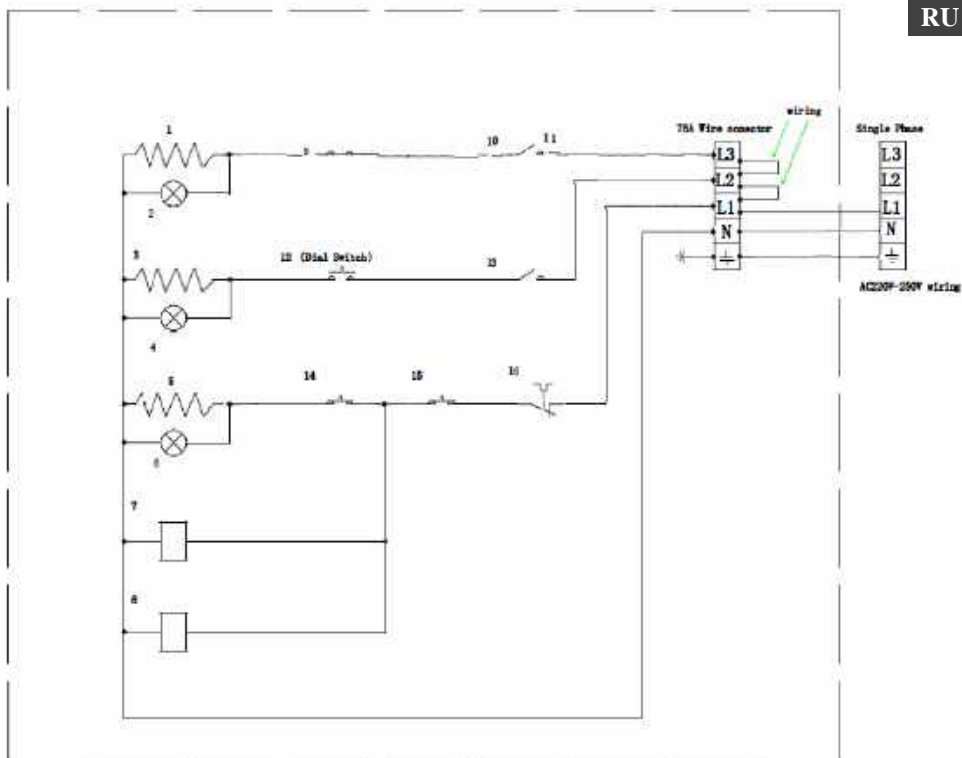 RU
wiring
78A Wire connector
Single Phase
1
9
10
11
L3
L3
2
L2
L2
L1
L1
N
N
3
12 (Dial Switch)
13
AC220V-250V wiring
4
5
14
15
16
6
7
8